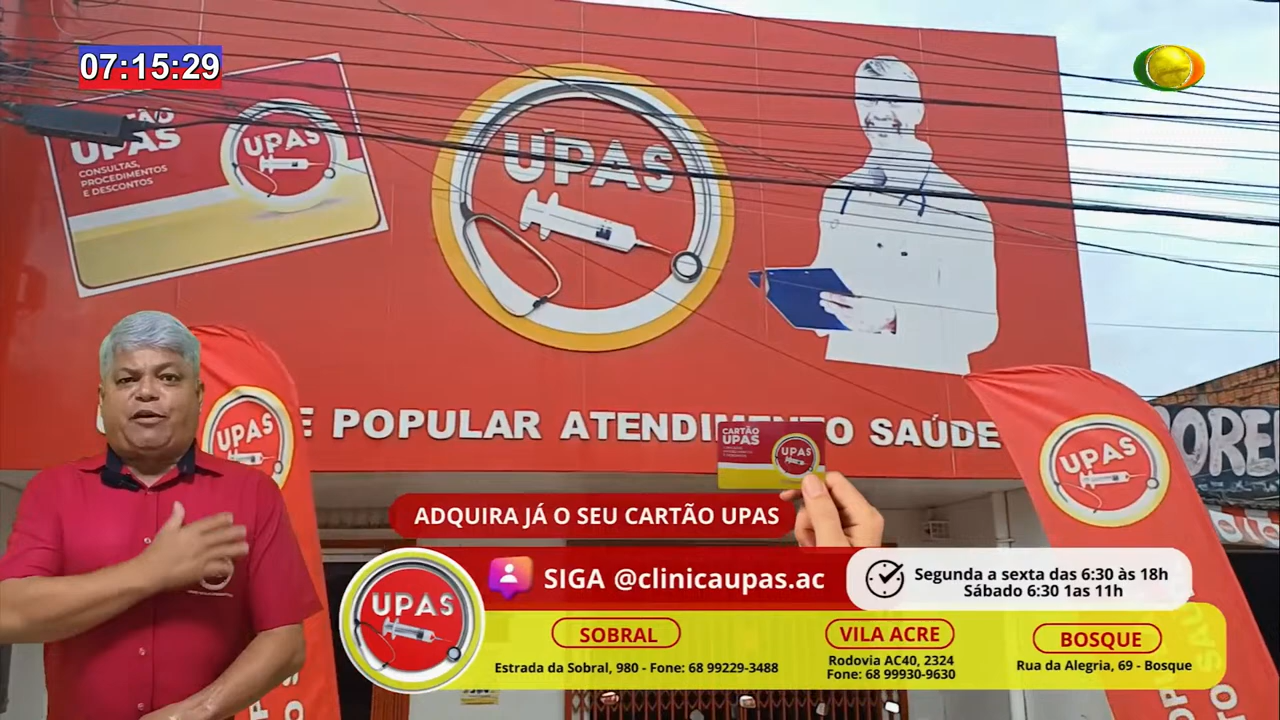 07:15:29
UPAS
CONSULTAS,
PROCEDIMENTOS
E DESCONTOS
UPAS
UPAS
POPULAR ATENDIMENTO SAÚDE
UPAS
CARTÃO
UPAS
UPAS
UPAS
ADQUIRA JÁ O SEU CARTÃO UPAS
SIGA @clinicaupas.ac
Segunda a sexta das 6:30 às 18h
Sábado 6:30 1as 11h
UPAS
SOBRAL
Estrada da Sobral, 980 - Fone: 68 99229-3488
VILA ACRE
Rodovia AC40, 2324
Fone: 68 99930-9630
BOSQUE
Rua da Alegria, 69 - Bosque